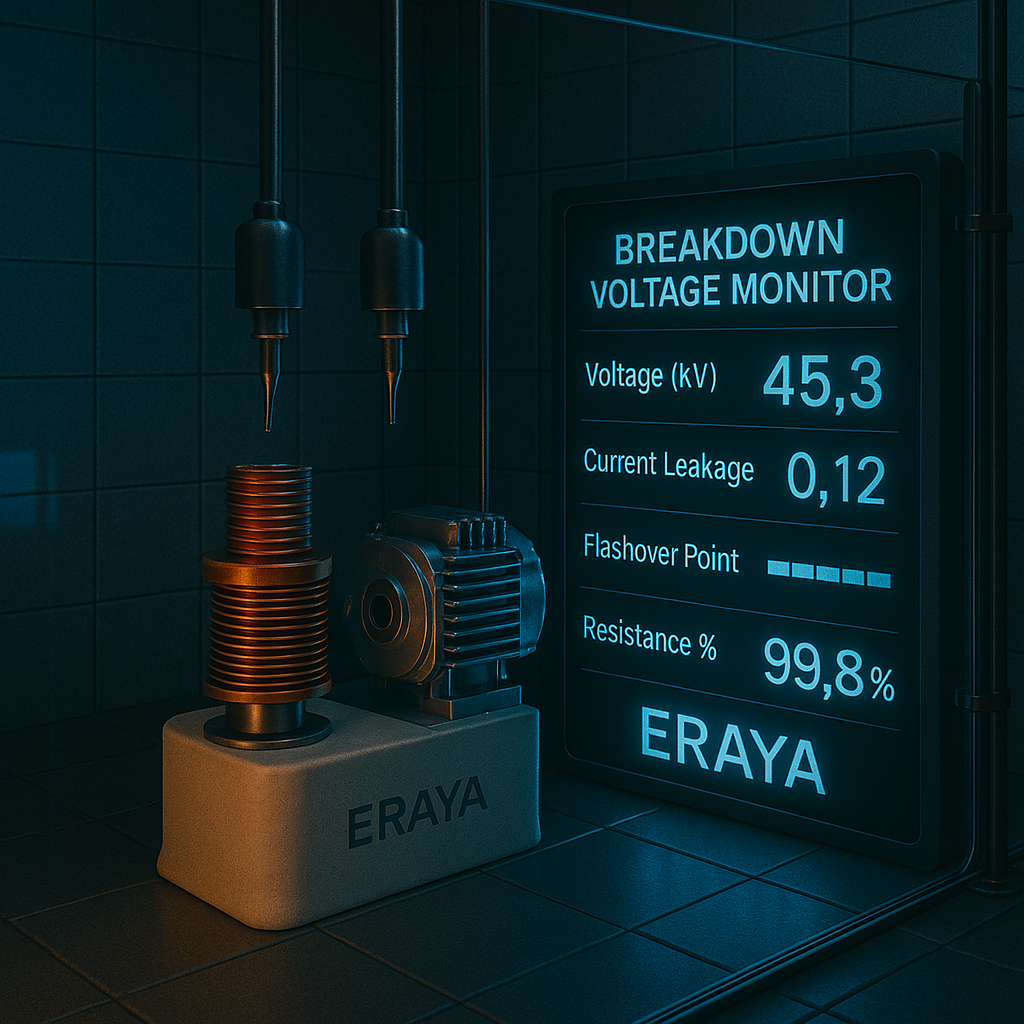 BREAKDOWN
VOLTAGE MONITOR
Voltage (kV) 45,3
Current Leakage 0,12
Flashover Point
Resistance % 99,8%
ERAYA
ERAYA